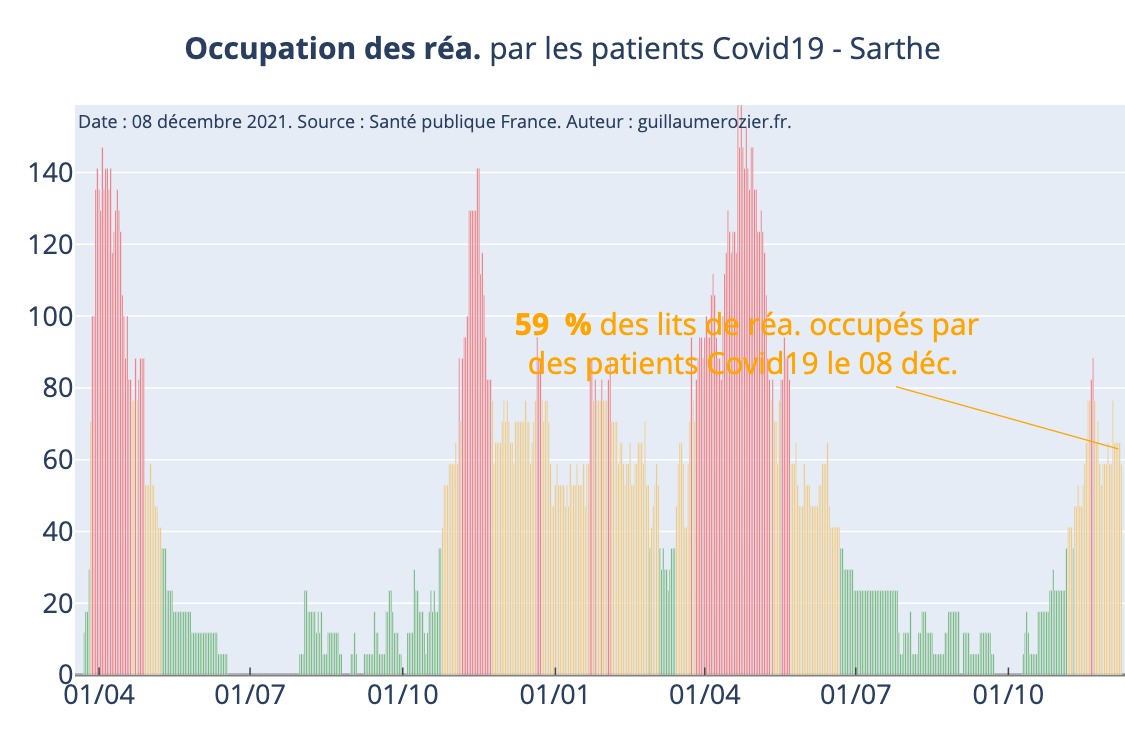 Occupation des réa. par les patients Covid19 - Sarthe
Date : 08 décembre 2021. Source : Santé publique France. Auteur : guillaumerozier.fr.
140
120
100
80
60
40
20
0
59 % des lits de réa. occupés par
des patients Covid19 le 08 déc.
01/04 01/07 01/10 01/01 01/04 01/07 01/10